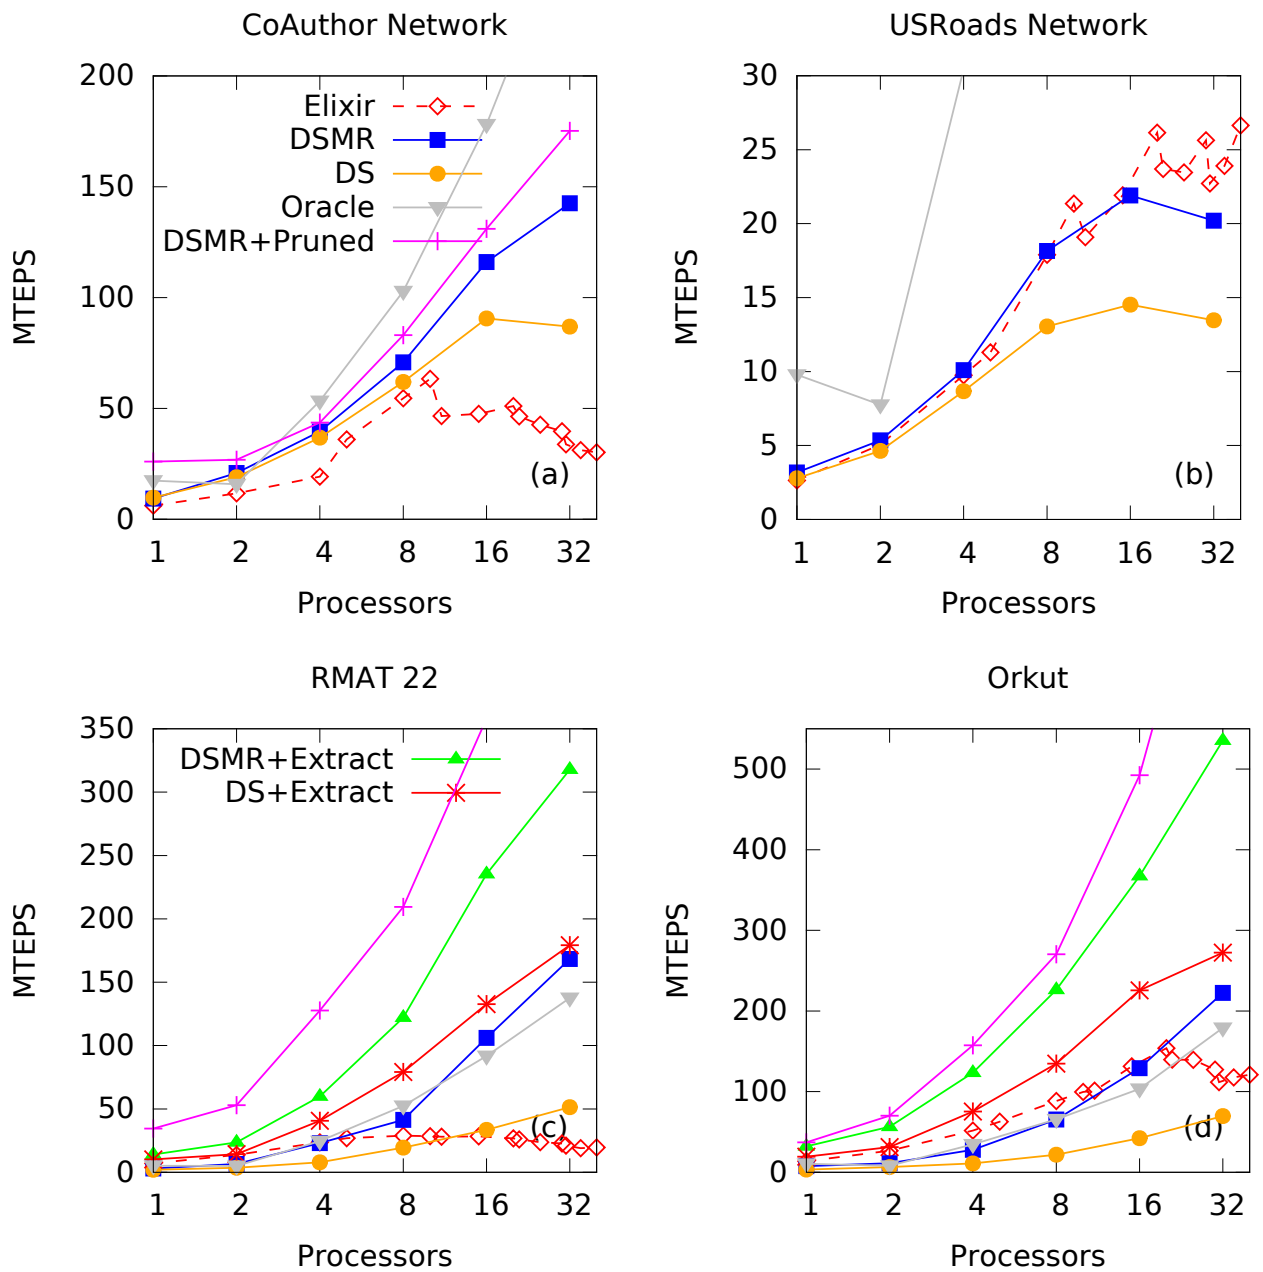 CoAuthor Network
MTEPS
200
150
100
50
0
Elixir
DSMR
DS
Oracle
DSMR+Pruned
(a)
1 2 4 8 16 32
Processors
USRoads Network
MTEPS
30
25
20
15
10
5
0
(b)
1 2 4 8 16 32
Processors
RMAT 22
MTEPS
350
300
250
200
150
100
50
0
DSMR+Extract
DS+Extract
(c)
1 2 4 8 16 32
Processors
Orkut
MTEPS
500
400
300
200
100
0
(d)
1 2 4 8 16 32
Processors